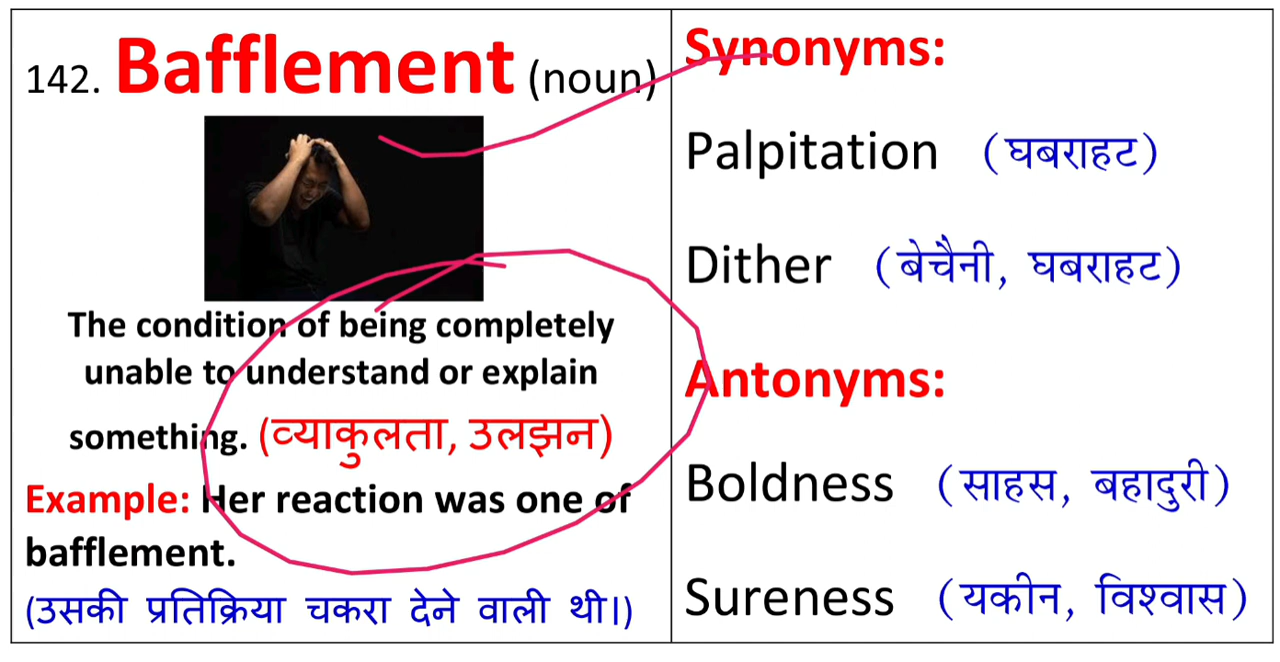 142. Bafflement (noun)
The condition of being completely
unable to understand or explain
something. (व्याकुलता, उलझन)
Example: Her reaction was one of
bafflement.
(उसकी प्रतिक्रिया चकरा देने वाली थी।)
Synonyms:
Palpitation (घबराहट)
Dither (बेचैनी, घबराहट)
Antonyms:
Boldness (साहस, बहादुरी)
Sureness (यकीन, विश्वास)